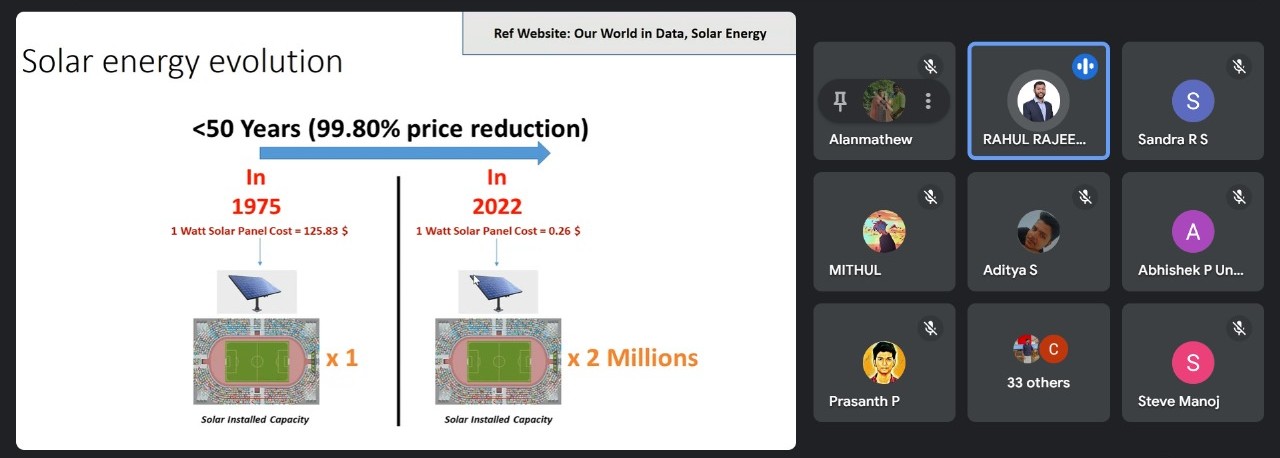 Ref Website: Our World in Data, Solar Energy
Solar energy evolution
<50 Years (99.80% price reduction)
In
1975
1 Watt Solar Panel Cost = 125.83 $
x 1
Solar Installed Capacity
In
2022
1 Watt Solar Panel Cost = 0.26 $
x 2 Millions
Solar Installed Capacity
Alanmathew
RAHUL RAJEE...
S
Sandra R S
MITHUL
Aditya S
A
Abhishek P Un...
Prasanth P
C
33 others
S
Steve Manoj